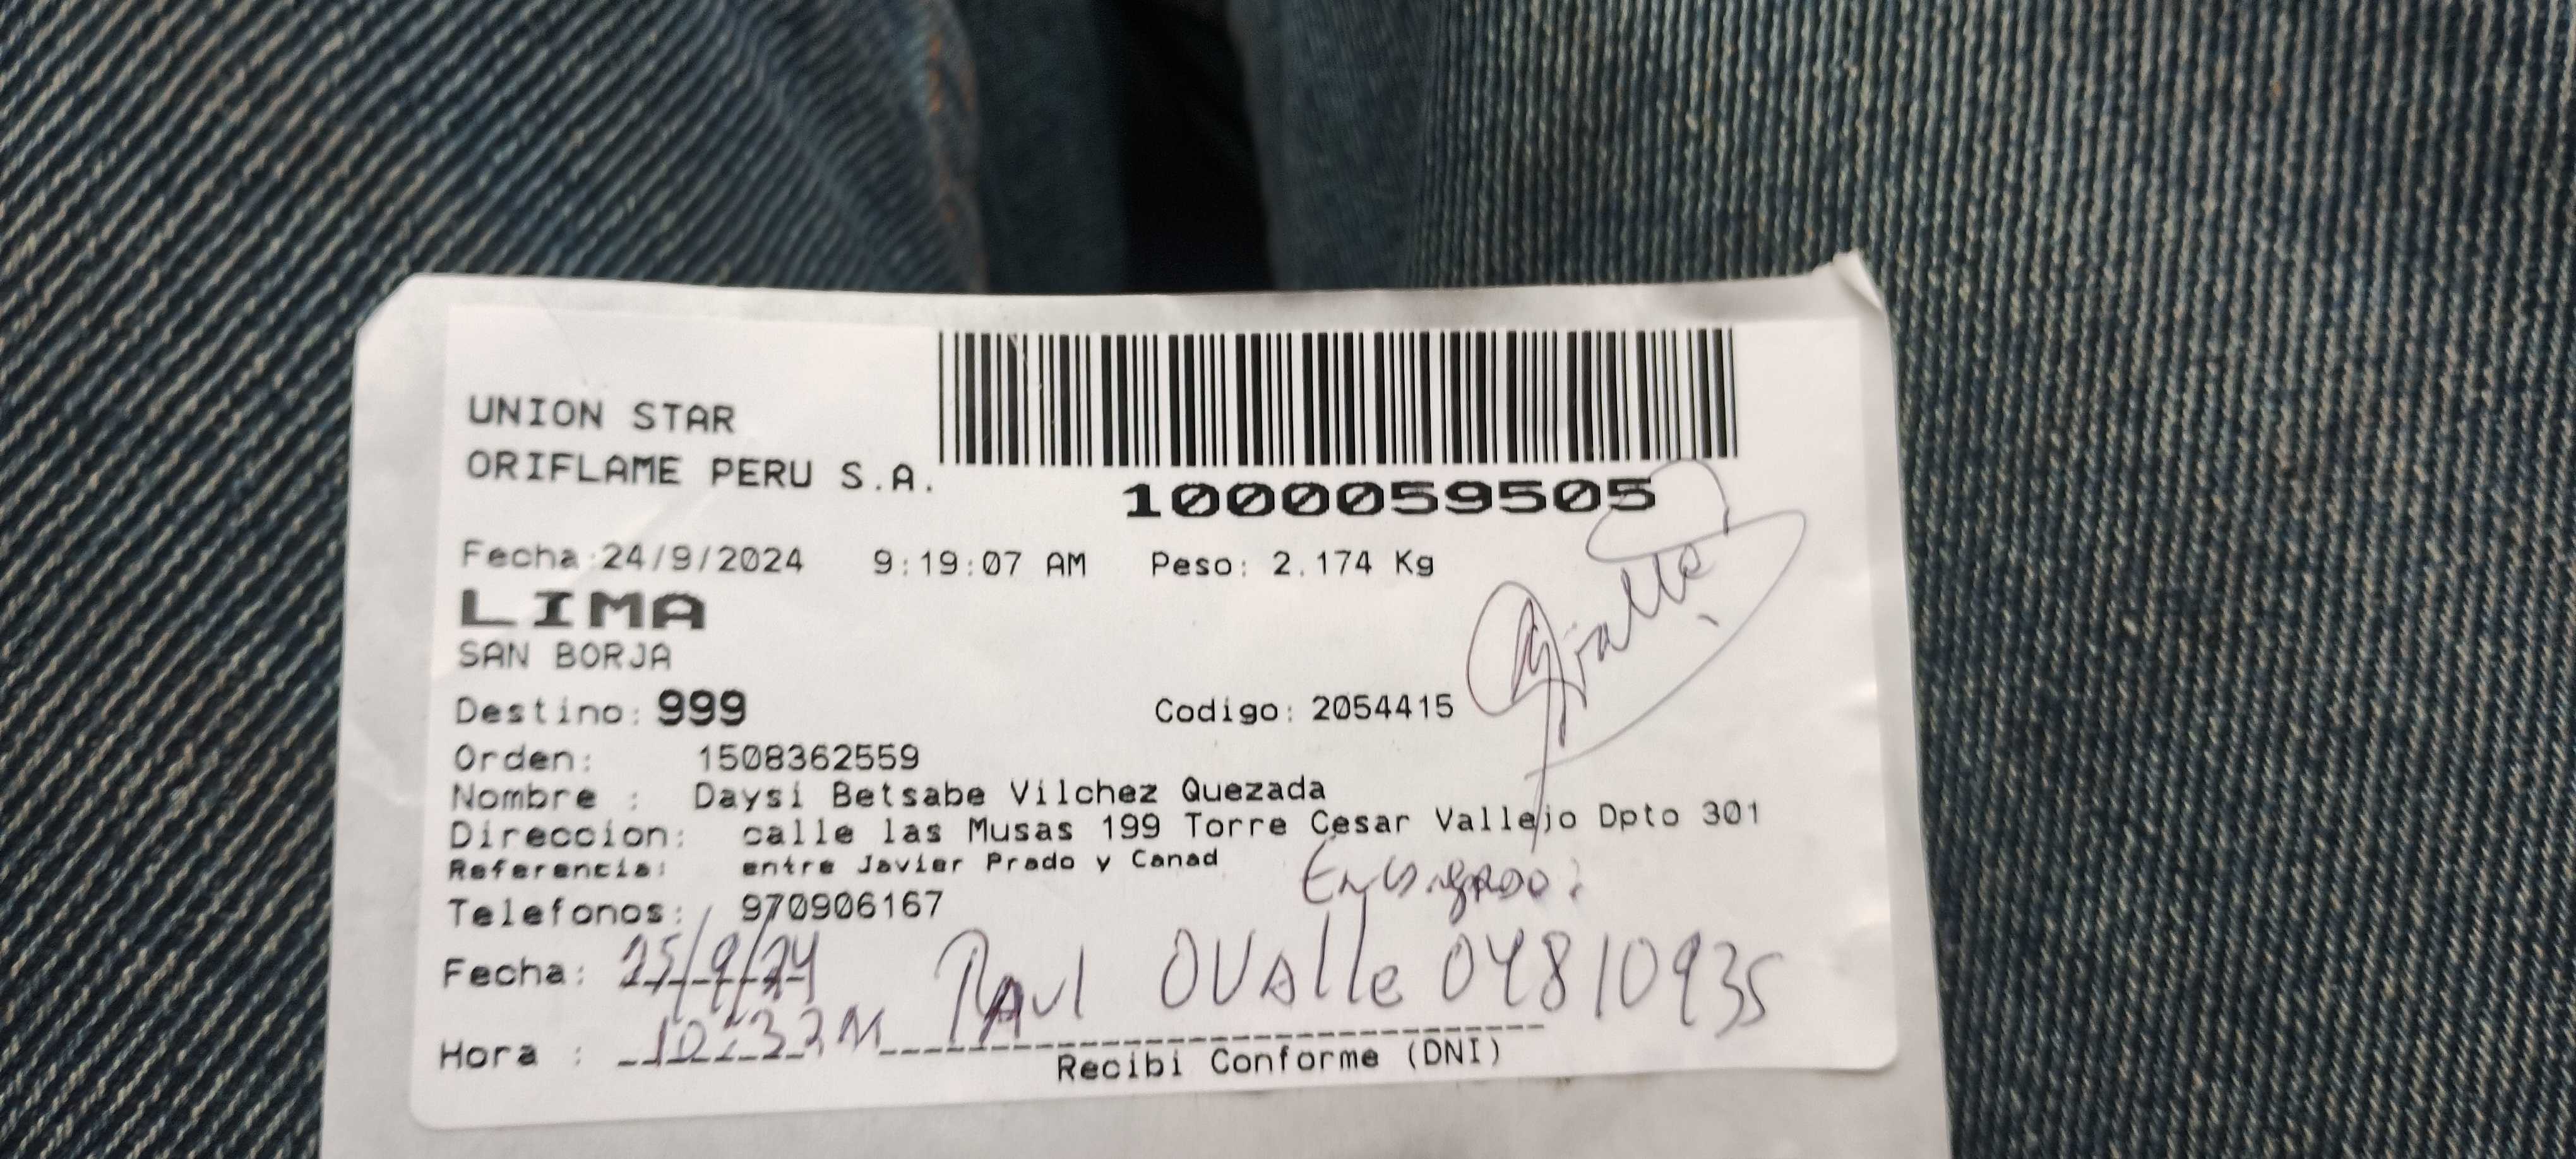 UNION STAR
ORIFLAME PERU S.A.
1000059505
Fecha:24/9/2024 9:19:07 AM Peso: 2.174 Kg
LIMA
SAN BORJA
Destino: 999 Codigo: 2054415
Orden: 1508362559
Nombre : Daysi Betsabe Vilchez Quezada
Direccion: calle las Musas 199 Torre Cesar Vallejo Dpto 301
Referencia: entre Javier Prado y Canad
Telefonos: 970906167
Fecha: 25/9/24 Raul OVAlle 04810935
Hora : 10:32
Recibi Conforme (DNI)